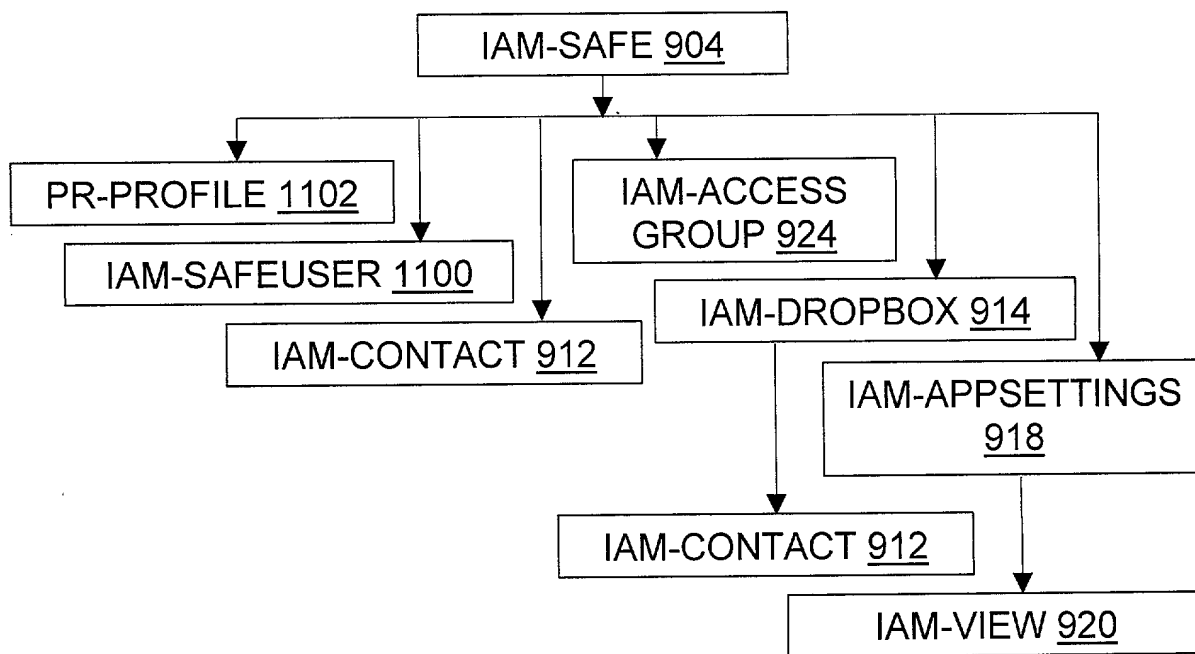 IAM-SAFE 904
PR-PROFILE 1102
IAM-ACCESS
GROUP 924
IAM-SAFEUSER 1100
IAM-DROPBOX 914
IAM-CONTACT 912
IAM-APPSETTINGS
918
IAM-CONTACT 912
IAM-VIEW 920